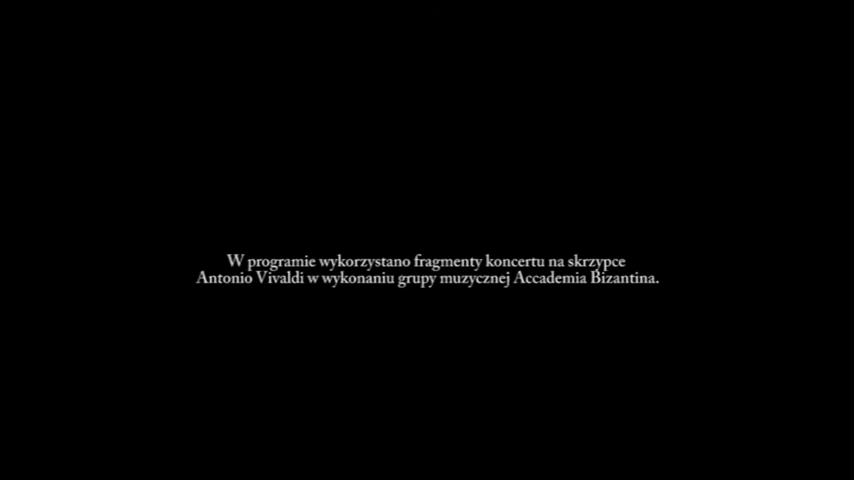 W programie wykorzystano fragmenty koncertu na skrzypce
Antonio Vivaldi w wykonaniu grupy muzycznej Accademia Bizantina.